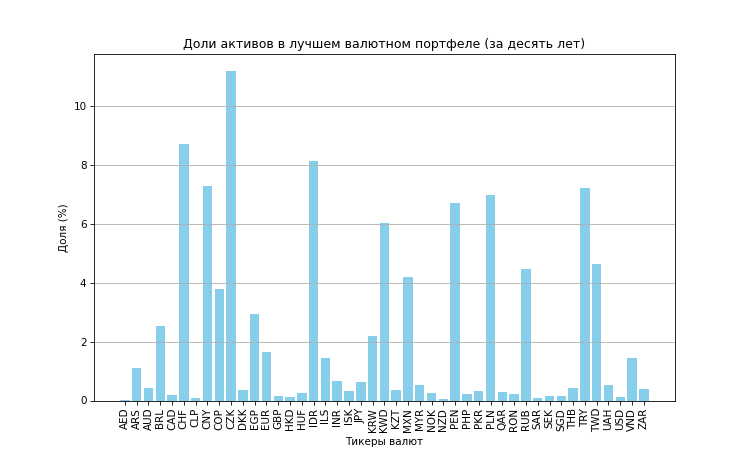 Доли активов в лучшем валютном портфеле (за десять лет)
Доля (%)
10
8
6
4
2
0
AED ARS AUD BRL CAD CHF CLP CNY COP CZK DKK EGP EUR GBP HKD HUF IDR ILS INR ISK JPY KRW KWD KZT MXN MYR NOK NZD PEN PHP PKR PLN QAR RON RUB SAR SEK SGD THB TRY TWD UAH USD VND ZAR
Тикеры валют